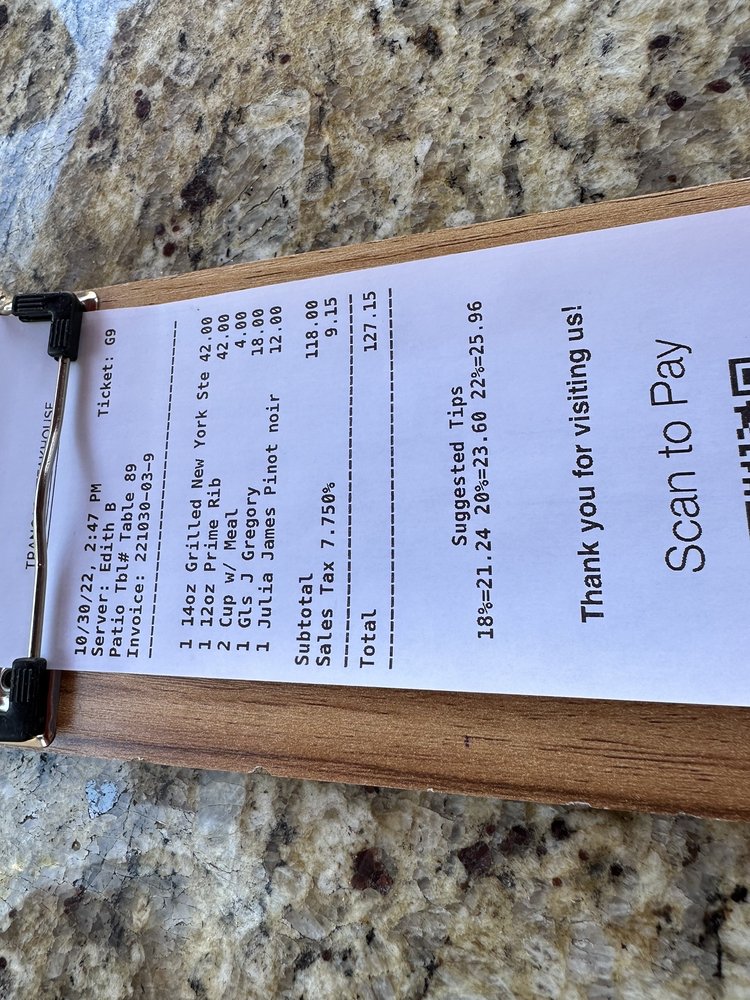 10/30/22, 2:47 PM
Server: Edith B
Patio Tbl# Table 89 Ticket: G9
Invoice: 221030-03-9
1 14oz Grilled New York Ste 42.00
1 12oz Prime Rib 42.00
2 Cup w/ Meal 4.00
1 Gls J Gregory 18.00
1 Julia James Pinot noir 12.00
Subtotal 118.00
Sales Tax 7.750% 9.15
Total 127.15
Suggested Tips
18%=21.24 20%=23.60 22%=25.96
Thank you for visiting us!
Scan to Pay